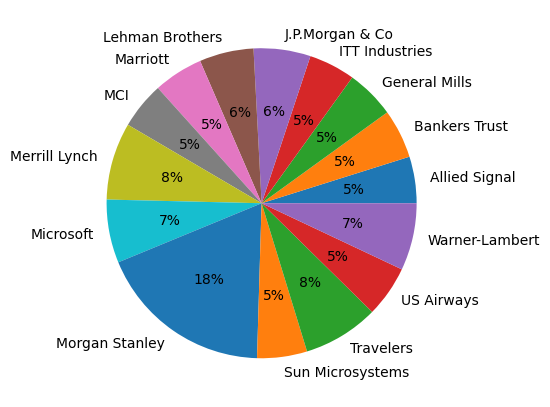 J.P.Morgan & Co
Lehman Brothers
ITT Industries
Marriott
General Mills
MCI
Bankers Trust
Merrill Lynch
Allied Signal
Microsoft
Warner-Lambert
US Airways
Morgan Stanley
Travelers
Sun Microsystems
6%
6%
5%
5%
5%
5%
5%
8%
5%
7%
7%
5%
18%
8%
5%